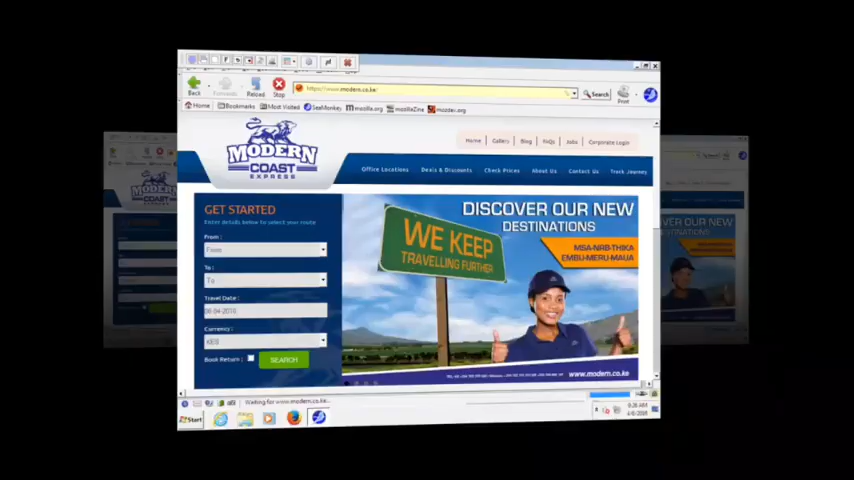 Back
Reload
Stop
https://www.modern.co.ke/
Search
Print
Home
Bookmarks
Most Visited
SeaMonkey
mozilla.org
mozillaZine
mozdev.org
MODERN
COAST
EXPRESS
Home
Gallery
Blog
FAQs
Jobs
Corporate Login
Office Locations
Deals & Discounts
Check Prices
About Us
Contact Us
Track Journey
GET STARTED
Enter details below to select your route
From :
From
To :
To
Travel Date :
Currency :
KES
Book Return :
SEARCH
WE KEEP
TRAVELLING FURTHER
DISCOVER OUR NEW
DESTINATIONS
MSA-NRB-THIKA
EMBU-MERU-MAUA
www.modern.co.ke
Waiting for www.modern.co.ke...
Start